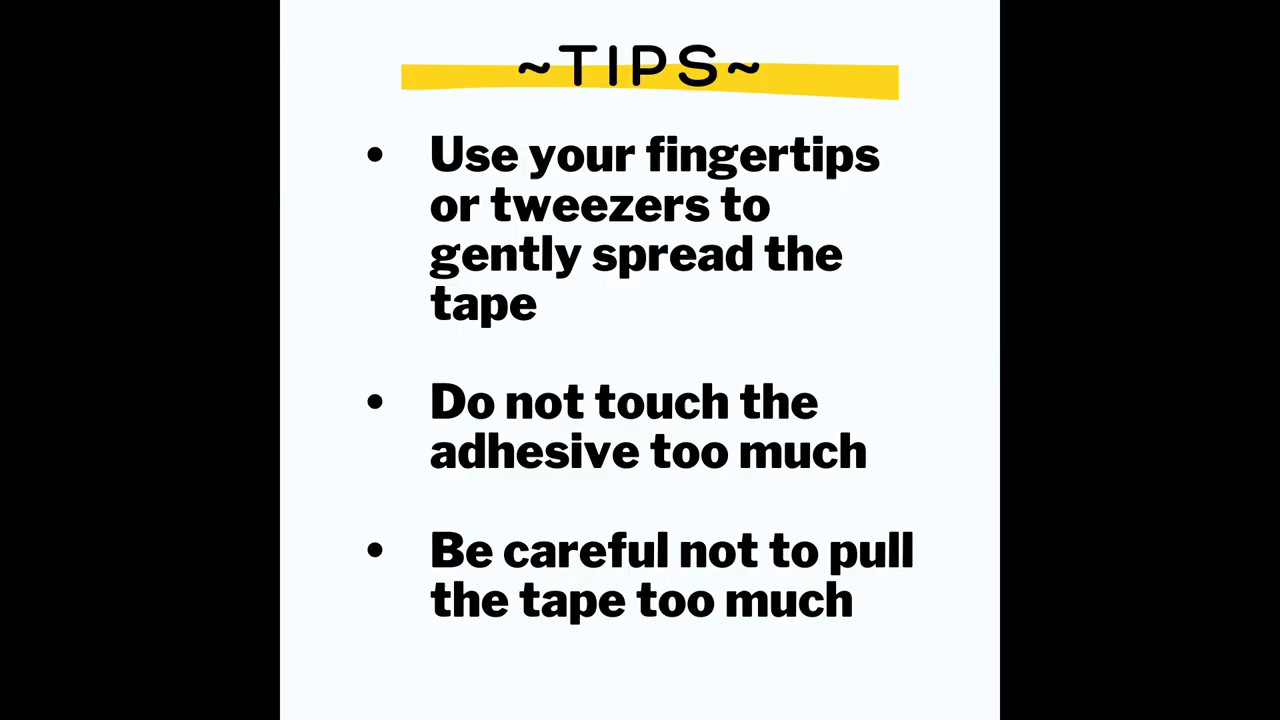 ~TIPS~
• Use your fingertips
or tweezers to
gently spread the
tape
• Do not touch the
adhesive too much
• Be careful not to pull
the tape too much